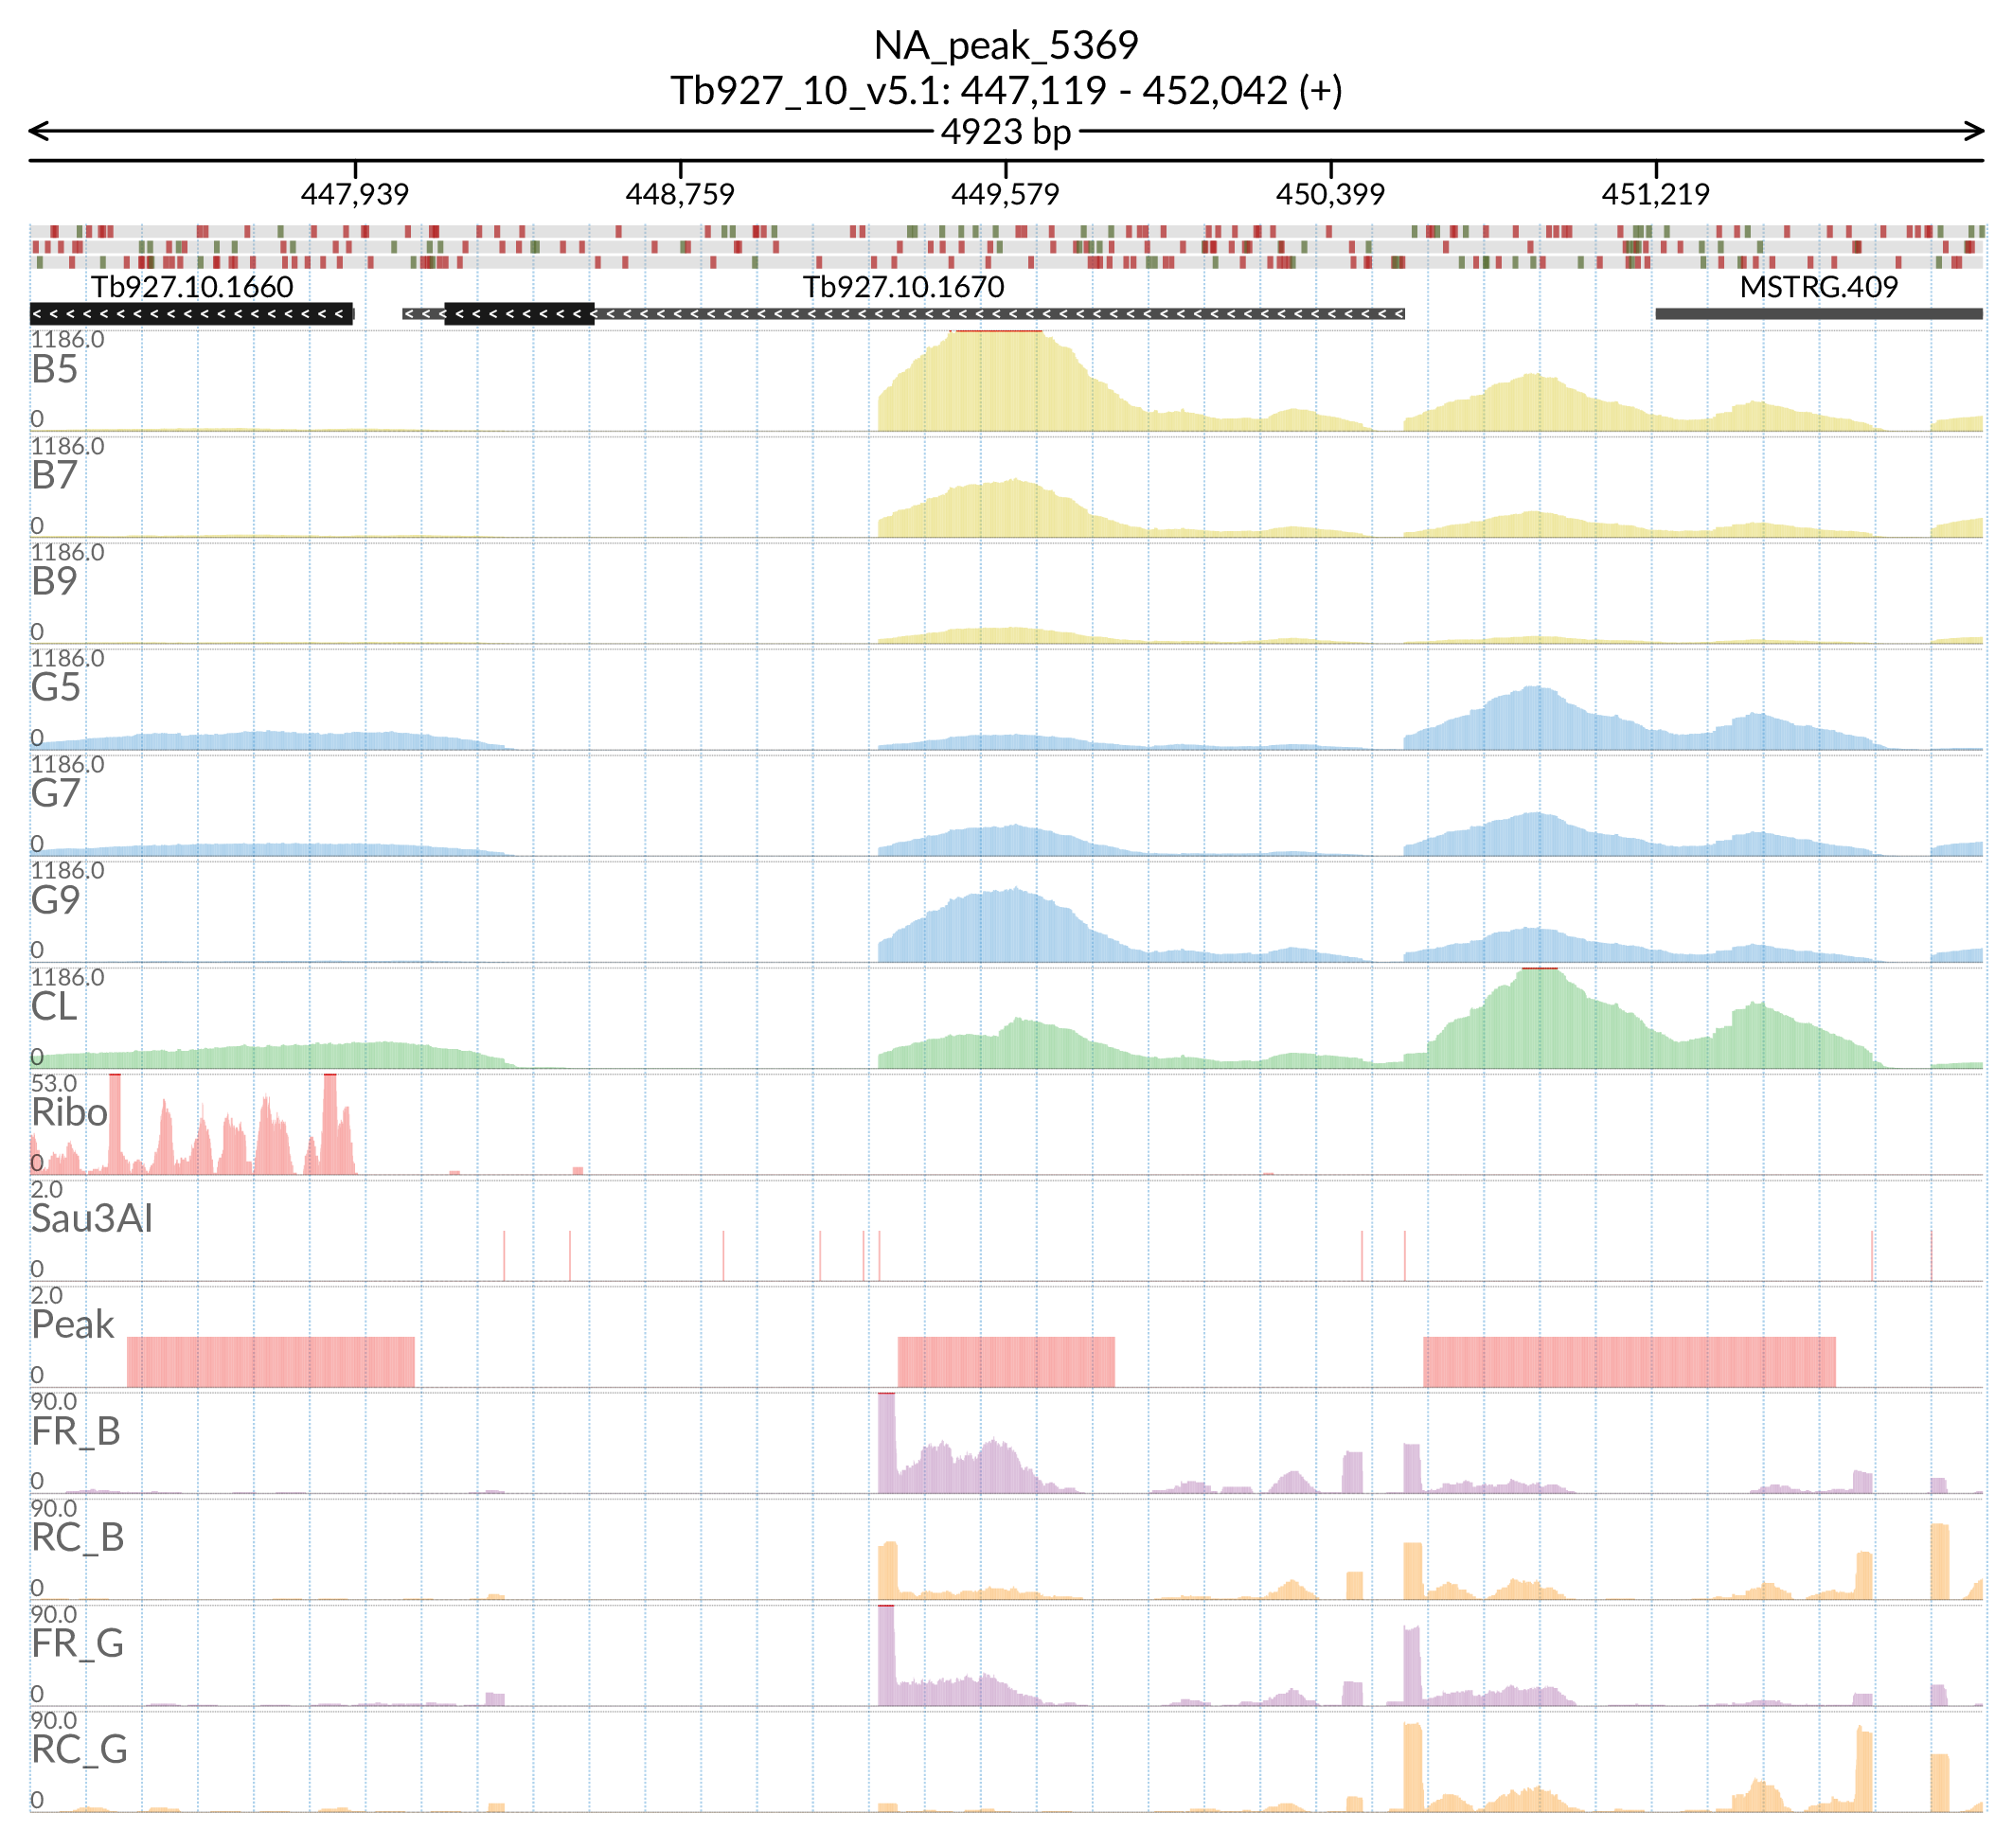 NA_peak_5369
Tb927_10_v5.1: 447,119 - 452,042 (+)
4923 bp
447,939 448,759 449,579 450,399 451,219
Tb927.10.1660 Tb927.10.1670 MSTRG.409
1186.0
B5
0
1186.0
B7
0
1186.0
B9
0
1186.0
G5
0
1186.0
G7
0
1186.0
G9
0
1186.0
CL
0
53.0
Ribo
0
2.0
Sau3AI
0
2.0
Peak
0
90.0
FR_B
0
90.0
RC_B
0
90.0
FR_G
0
90.0
RC_G
0